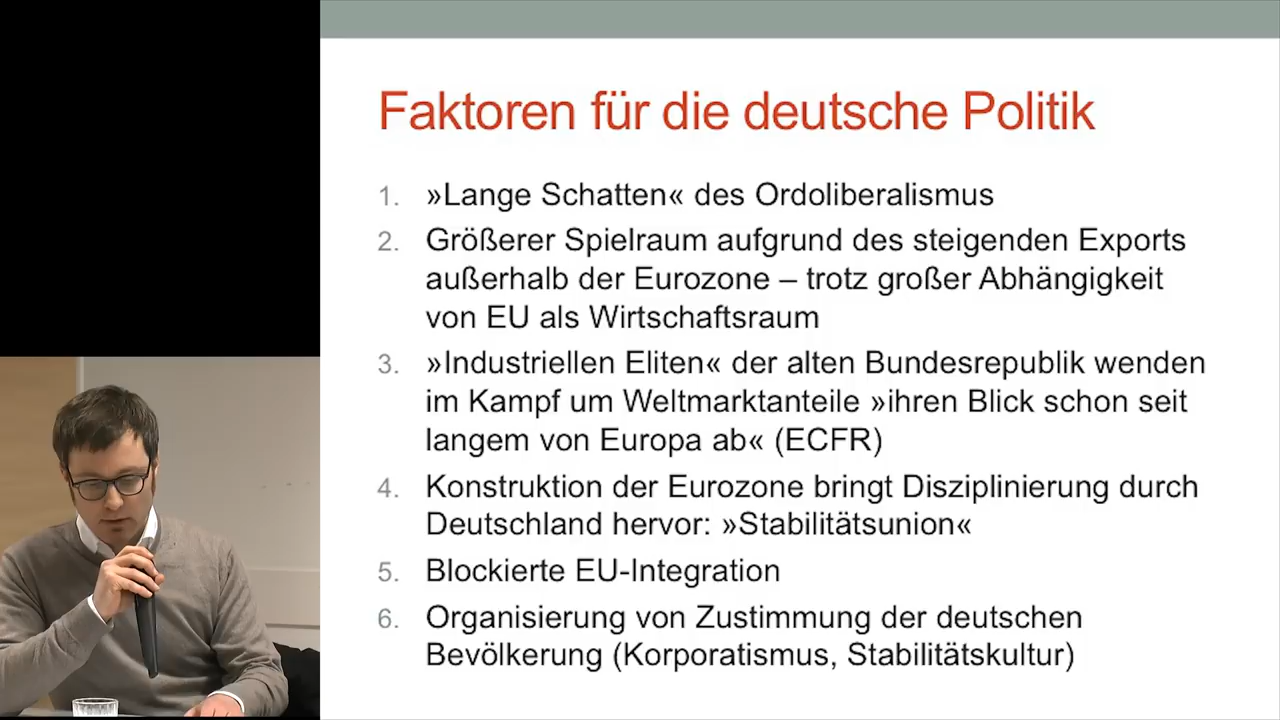 Faktoren für die deutsche Politik
1. »Lange Schatten« des Ordoliberalismus
2. Größerer Spielraum aufgrund des steigenden Exports
außerhalb der Eurozone – trotz großer Abhängigkeit
von EU als Wirtschaftsraum
3. »Industriellen Eliten« der alten Bundesrepublik wenden
im Kampf um Weltmarktanteile »ihren Blick schon seit
langem von Europa ab« (ECFR)
4. Konstruktion der Eurozone bringt Disziplinierung durch
Deutschland hervor: »Stabilitätsunion«
5. Blockierte EU-Integration
6. Organisierung von Zustimmung der deutschen
Bevölkerung (Korporatismus, Stabilitätskultur)